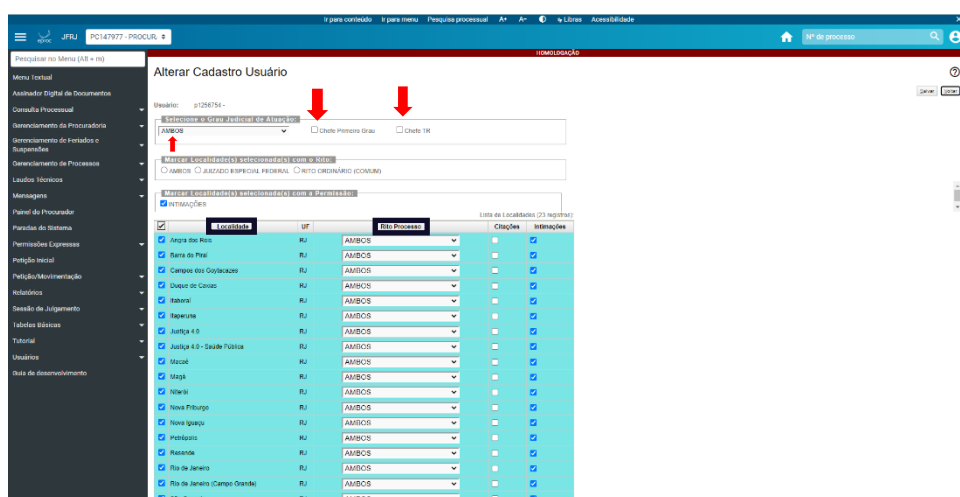 Ir para conteúdo Ir para menu Pesquisa processual A+ A- Libras Acessibilidade
eproc JFRJ PC147977 - PROCUR. Nº de processo
HOMOLOGAÇÃO
Pesquisar no Menu (Alt + m)
Menu Textual
Assinador Digital de Documentos
Consulta Processual
Gerenciamento da Procuradoria
Gerenciamento de Feriados e
Suspensões
Gerenciamento de Processos
Laudos Técnicos
Mensagens
Painel do Procurador
Paradas do Sistema
Permissões Expressas
Petição Inicial
Petição/Movimentação
Relatórios
Sessão de Julgamento
Tabelas Básicas
Tutorial
Usuários
Guia de desenvolvimento
Alterar Cadastro Usuário
Salvar Voltar
Usuário: p1256754 -
Selecione o Grau Judicial de Atuação:
AMBOS Chefe Primeiro Grau Chefe TR
Marcar Localidade(s) selecionada(s) com o Rito:
AMBOS JUIZADO ESPECIAL FEDERAL RITO ORDINÁRIO (COMUM)
Marcar Localidade(s) selecionada(s) com a Permissão:
INTIMAÇÕES
Lista de Localidades (23 registros)
Localidade UF Rito Processo Citações Intimações
Angra dos Reis RJ AMBOS
Barra do Piraí RJ AMBOS
Campos dos Goytacazes RJ AMBOS
Duque de Caxias RJ AMBOS
Itaboraí RJ AMBOS
Itaperuna RJ AMBOS
Justiça 4.0 RJ AMBOS
Justiça 4.0 - Saúde Pública RJ AMBOS
Macaé RJ AMBOS
Magé RJ AMBOS
Niterói RJ AMBOS
Nova Friburgo RJ AMBOS
Nova Iguaçu RJ AMBOS
Petrópolis RJ AMBOS
Resende RJ AMBOS
Rio de Janeiro RJ AMBOS
Rio de Janeiro (Campo Grande) RJ AMBOS